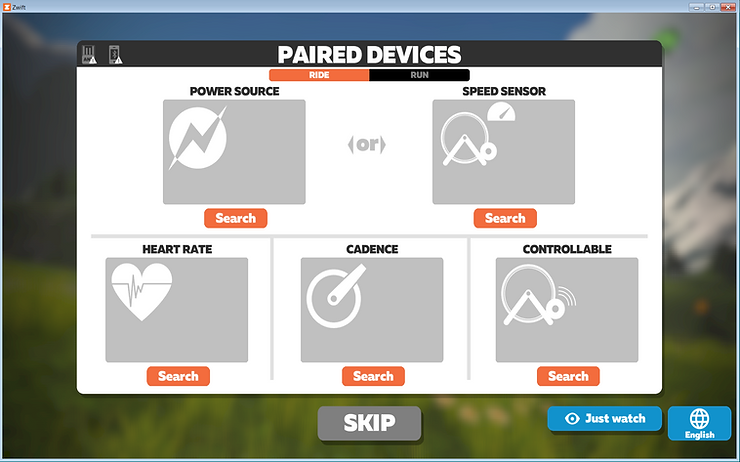 Zwift
PAIRED DEVICES
RIDE
RUN
POWER SOURCE
SPEED SENSOR
or
Search
Search
HEART RATE
CADENCE
CONTROLLABLE
Search
Search
Search
SKIP
Just watch
English